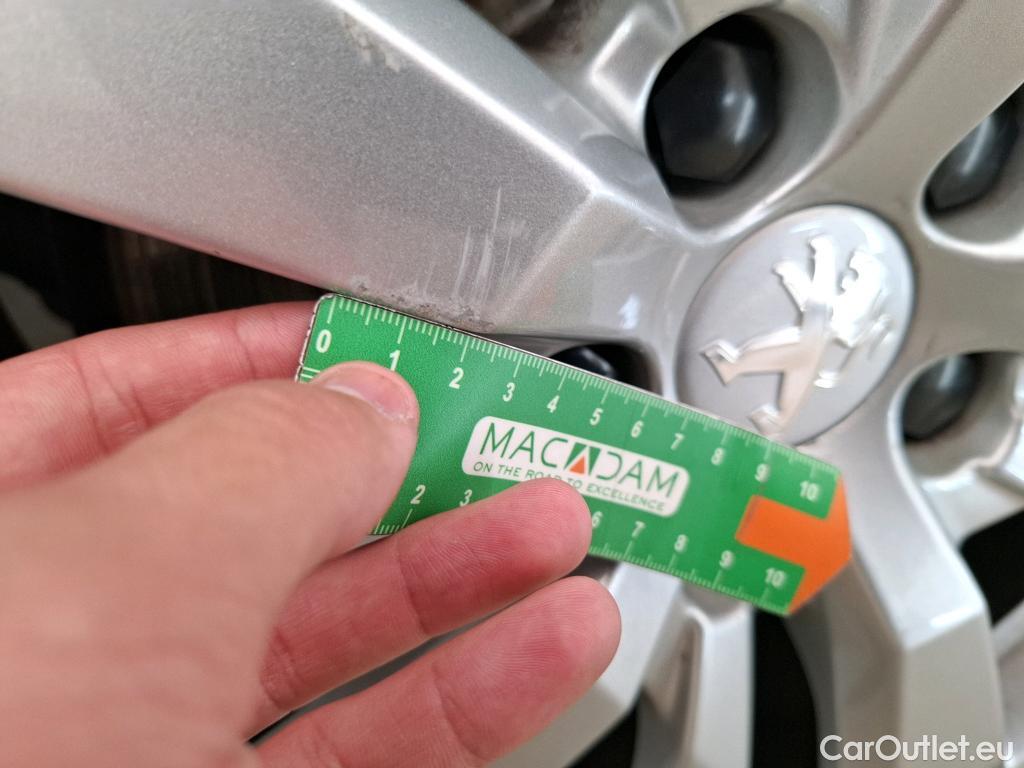 0 1 2 3 4 5 6 7 8 9 10
MACADAM
ON THE ROAD TO EXCELLENCE
2 3 6 7 8 9 10
CarOutlet.eu